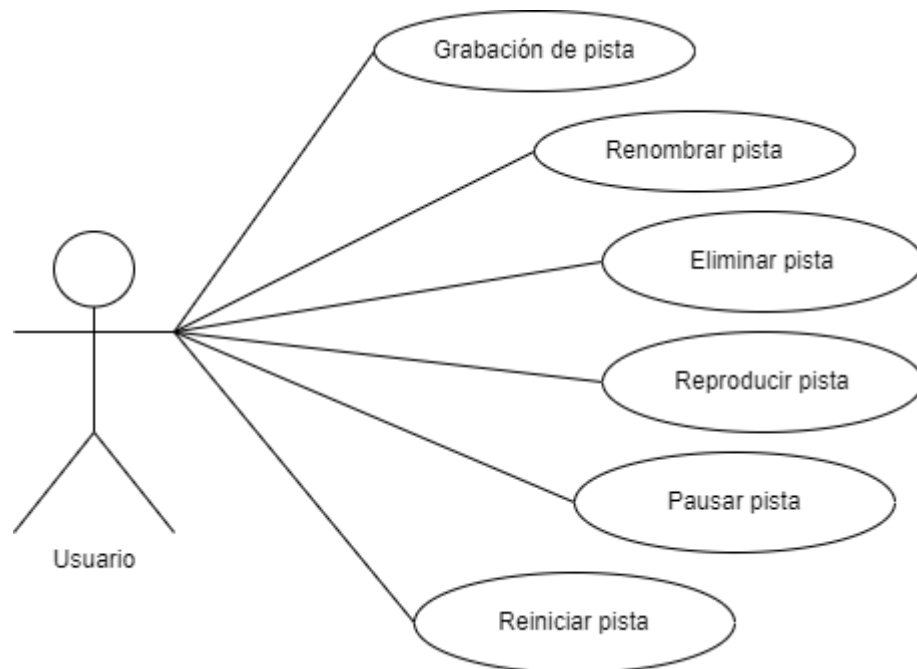 Grabación de pista
Renombrar pista
Eliminar pista
Reproducir pista
Pausar pista
Usuario
Reiniciar pista